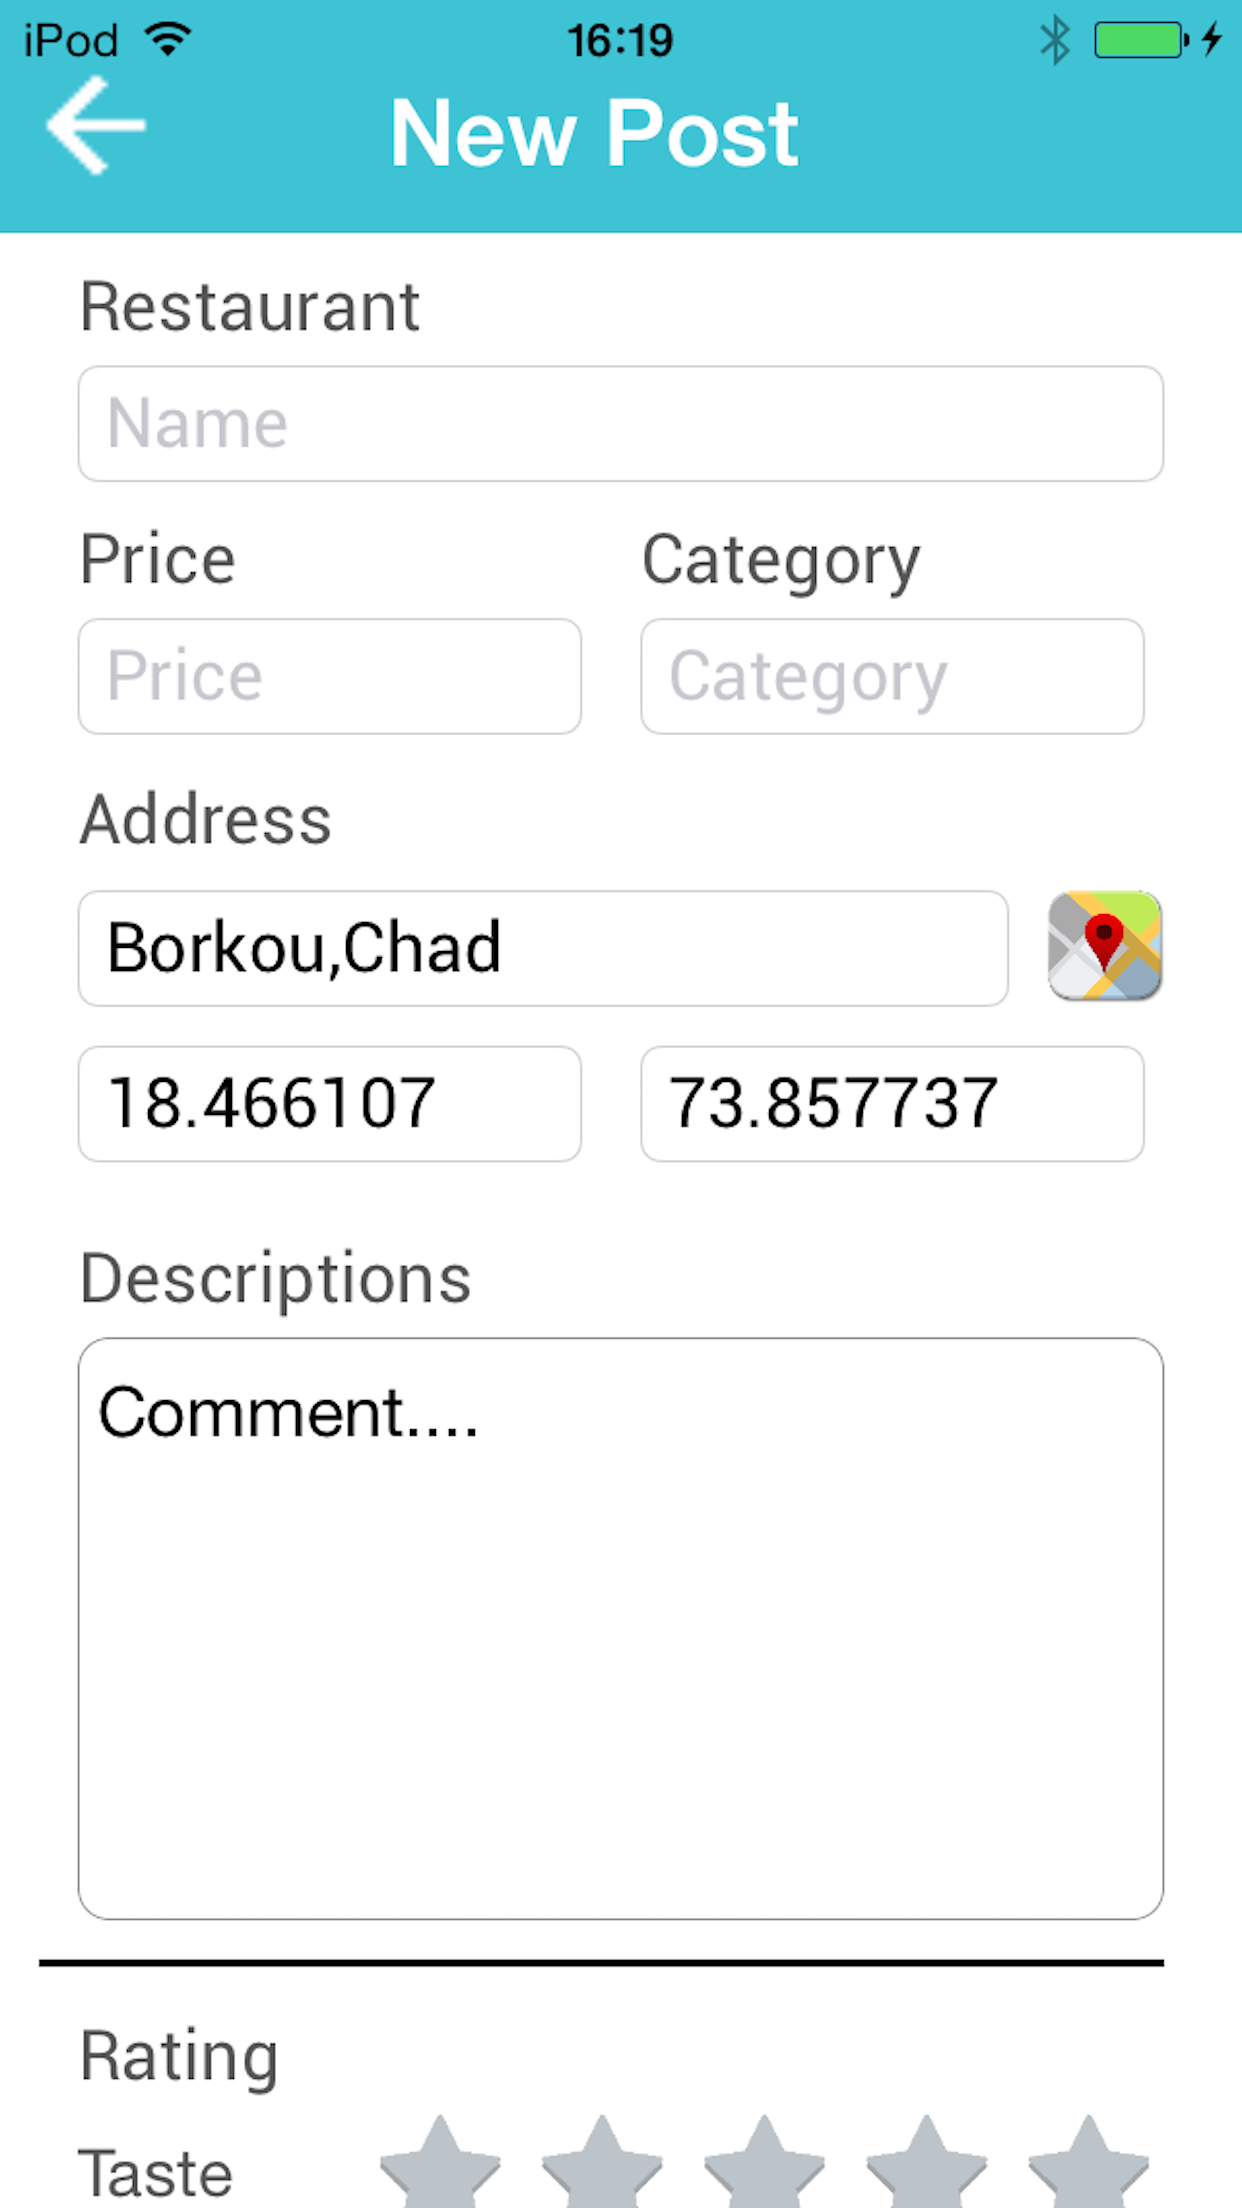 iPod 16:19
New Post
Restaurant
Name
Price Category
Price Category
Address
Borkou,Chad
18.466107 73.857737
Descriptions
Comment....
Rating
Taste